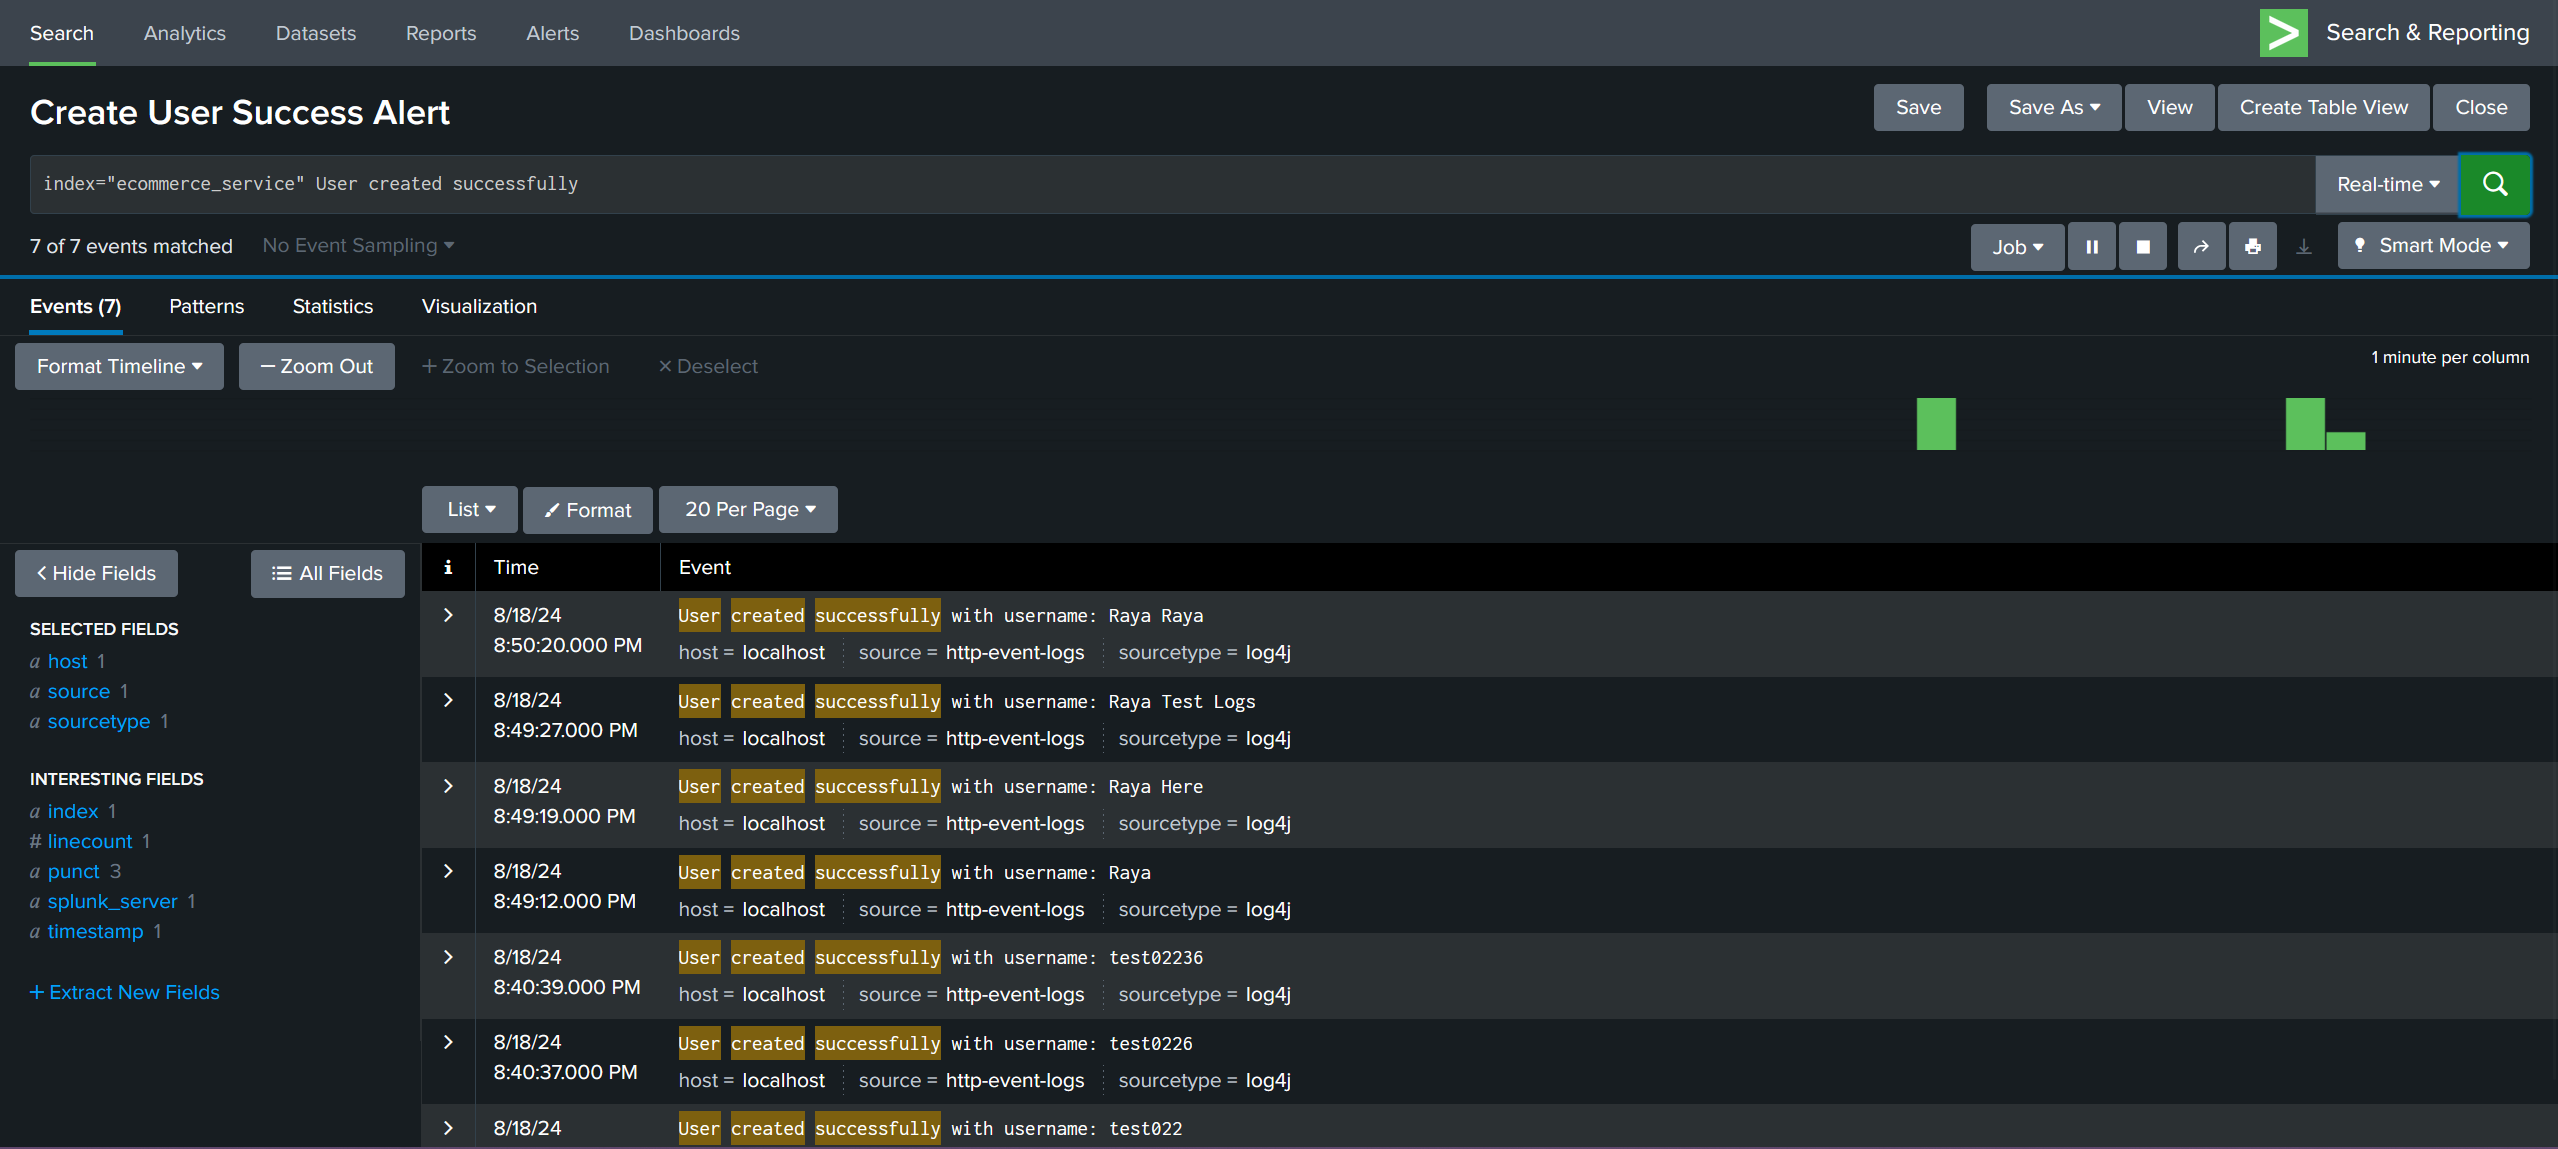 Search Analytics Datasets Reports Alerts Dashboards > Search & Reporting
Create User Success Alert
Save Save As View Create Table View Close
index="ecommerce_service" User created successfully
Real-time
7 of 7 events matched No Event Sampling
Job Smart Mode
Events (7) Patterns Statistics Visualization
Format Timeline — Zoom Out + Zoom to Selection × Deselect 1 minute per column
List Format 20 Per Page
< Hide Fields All Fields
SELECTED FIELDS
a host 1
a source 1
a sourcetype 1
INTERESTING FIELDS
a index 1
# linecount 1
a punct 3
a splunk_server 1
a timestamp 1
+ Extract New Fields
i Time Event
> 8/18/24 User created successfully with username: Raya Raya
8:50:20.000 PM host = localhost source = http-event-logs sourcetype = log4j
> 8/18/24 User created successfully with username: Raya Test Logs
8:49:27.000 PM host = localhost source = http-event-logs sourcetype = log4j
> 8/18/24 User created successfully with username: Raya Here
8:49:19.000 PM host = localhost source = http-event-logs sourcetype = log4j
> 8/18/24 User created successfully with username: Raya
8:49:12.000 PM host = localhost source = http-event-logs sourcetype = log4j
> 8/18/24 User created successfully with username: test02236
8:40:39.000 PM host = localhost source = http-event-logs sourcetype = log4j
> 8/18/24 User created successfully with username: test0226
8:40:37.000 PM host = localhost source = http-event-logs sourcetype = log4j
> 8/18/24 User created successfully with username: test022